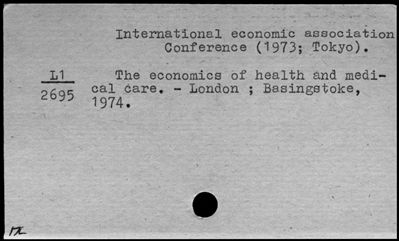 International economic association
Conference (1973; Tokyo).
L1
2695
The economics of health and medi-
cal care. - London ; Basingstoke,
1974.